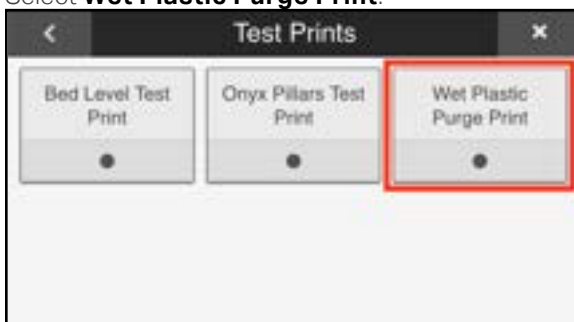 Select Wet Plastic Purge Print.
Test Prints
Bed Level Test
Print
Onyx Pillars Test
Print
Wet Plastic
Purge Print